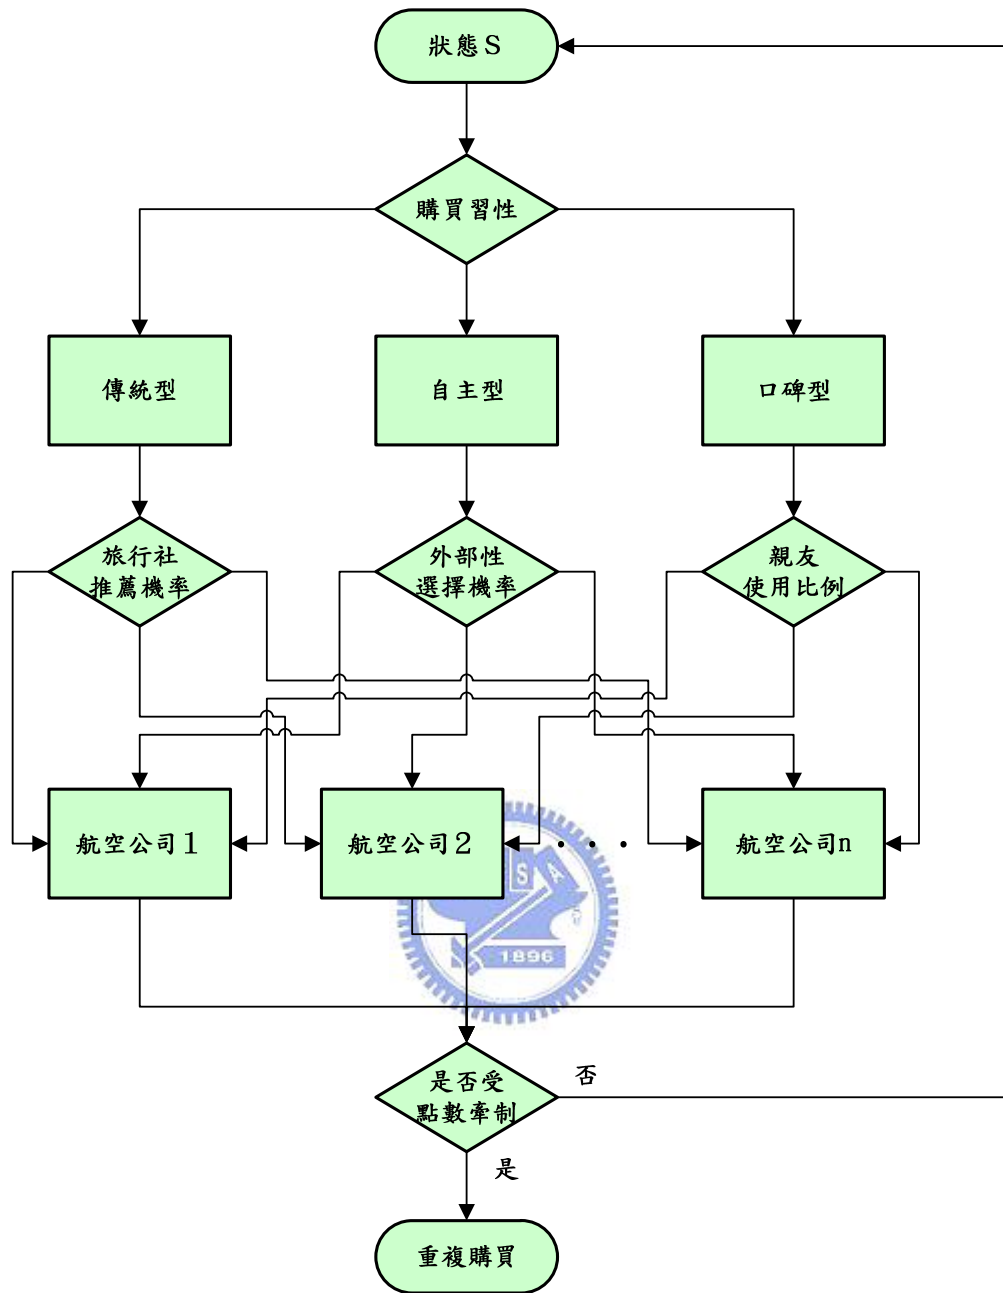 狀態S
購買習性
傳統型
自主型
口碑型
旅行社
推薦機率
外部性
選擇機率
親友
使用比例
航空公司1
航空公司2
・・・
航空公司n
S A
1896
是否受
點數牽制
否
是
重複購買